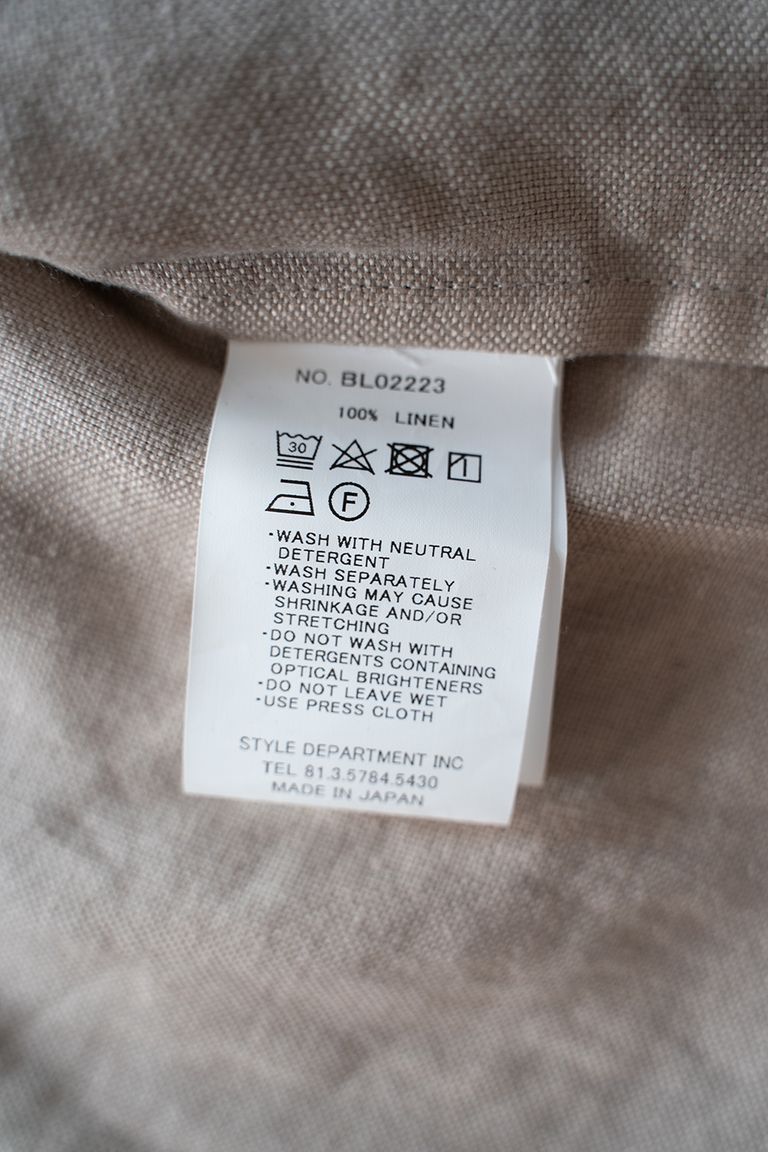 NO. BL02223
100% LINEN
30
F
·WASH WITH NEUTRAL
DETERGENT
·WASH SEPARATELY
·WASHING MAY CAUSE
SHRINKAGE AND/OR
STRETCHING
·DO NOT WASH WITH
DETERGENTS CONTAINING
OPTICAL BRIGHTENERS
·DO NOT LEAVE WET
·USE PRESS CLOTH
STYLE DEPARTMENT INC
TEL 81.3.5784.5430
MADE IN JAPAN